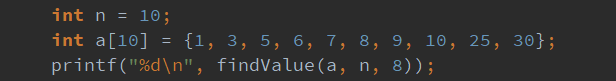 int n = 10;
int a[10] = {1, 3, 5, 6, 7, 8, 9, 10, 25, 30};
printf("%d\n", findValue(a, n, 8));